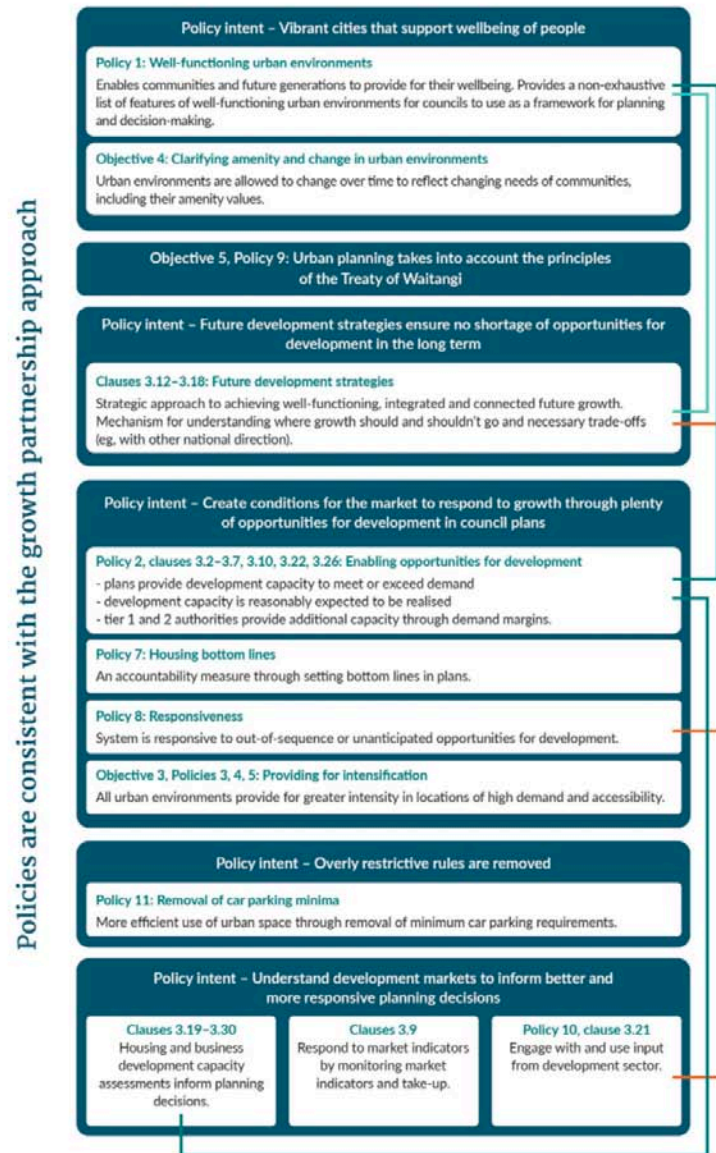 Policies are consistent with the growth partnership approach
Policy intent – Vibrant cities that support wellbeing of people
Policy 1: Well-functioning urban environments
Enables communities and future generations to provide for their wellbeing. Provides a non-exhaustive
list of features of well-functioning urban environments for councils to use as a framework for planning
and decision-making.
Objective 4: Clarifying amenity and change in urban environments
Urban environments are allowed to change over time to reflect changing needs of communities,
including their amenity values.
Objective 5, Policy 9: Urban planning takes into account the principles
of the Treaty of Waitangi
Policy intent – Future development strategies ensure no shortage of opportunities for
development in the long term
Clauses 3.12–3.18: Future development strategies
Strategic approach to achieving well-functioning, integrated and connected future growth.
Mechanism for understanding where growth should and shouldn't go and necessary trade-offs
(eg, with other national direction).
Policy intent – Create conditions for the market to respond to growth through plenty
of opportunities for development in council plans
Policy 2, clauses 3.2–3.7, 3.10, 3.22, 3.26: Enabling opportunities for development
- plans provide development capacity to meet or exceed demand
- development capacity is reasonably expected to be realised
- tier 1 and 2 authorities provide additional capacity through demand margins.
Policy 7: Housing bottom lines
An accountability measure through setting bottom lines in plans.
Policy 8: Responsiveness
System is responsive to out-of-sequence or unanticipated opportunities for development.
Objective 3, Policies 3, 4, 5: Providing for intensification
All urban environments provide for greater intensity in locations of high demand and accessibility.
Policy intent – Overly restrictive rules are removed
Policy 11: Removal of car parking minima
More efficient use of urban space through removal of minimum car parking requirements.
Policy intent – Understand development markets to inform better and
more responsive planning decisions
Clauses 3.19–3.30
Housing and business
development capacity
assessments inform planning
decisions.
Clauses 3.9
Respond to market indicators
by monitoring market
indicators and take-up.
Policy 10, clause 3.21
Engage with and use input
from development sector.